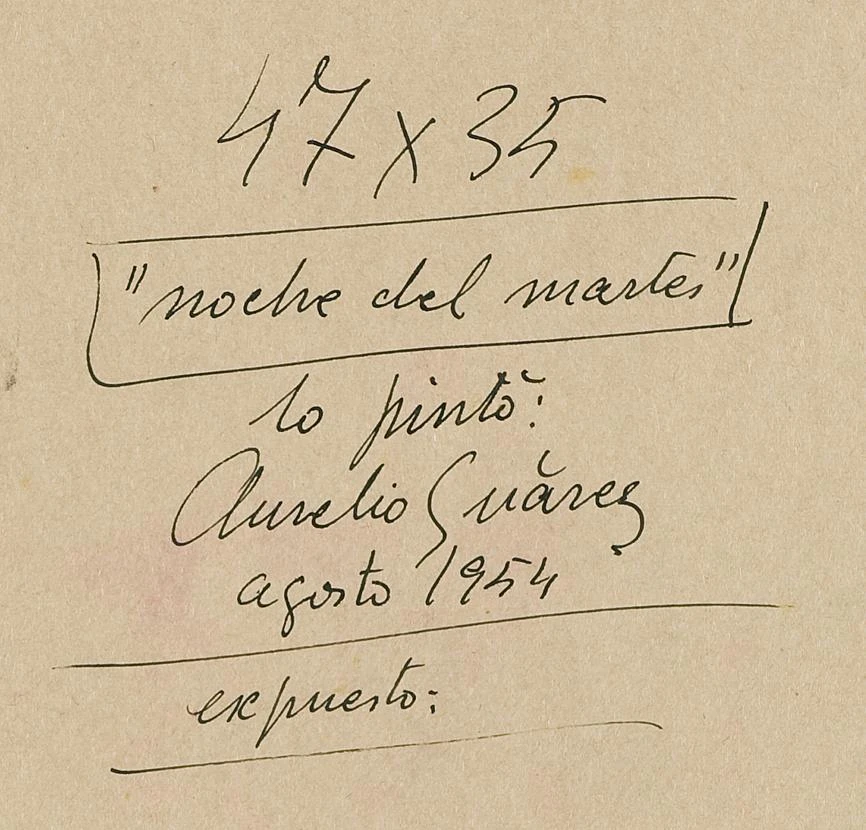 47 x 35
"noche del martes"
lo pintó:
Aurelio Suárez
agosto 1954
expuesto: